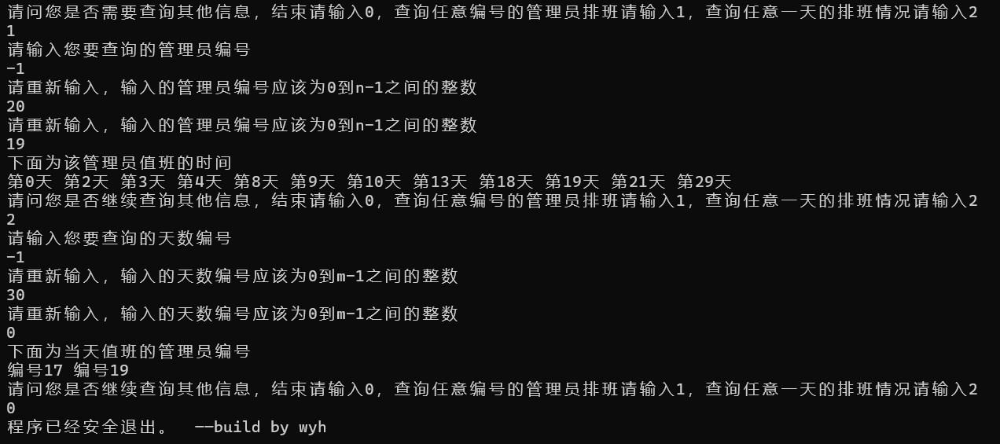 请问您是否需要查询其他信息，结束请输入0，查询任意编号的管理员排班请输入1，查询任意一天的排班情况请输入2
1
请输入您要查询的管理员编号
-1
请重新输入，输入的管理员编号应该为0到n-1之间的整数
20
请重新输入，输入的管理员编号应该为0到n-1之间的整数
19
下面为该管理员值班的时间
第0天 第2天 第3天 第4天 第8天 第9天 第10天 第13天 第18天 第19天 第21天 第29天
请问您是否继续查询其他信息，结束请输入0，查询任意编号的管理员排班请输入1，查询任意一天的排班情况请输入2
2
请输入您要查询的天数编号
-1
请重新输入，输入的天数编号应该为0到m-1之间的整数
30
请重新输入，输入的天数编号应该为0到m-1之间的整数
0
下面为当天值班的管理员编号
编号17 编号19
请问您是否继续查询其他信息，结束请输入0，查询任意编号的管理员排班请输入1，查询任意一天的排班情况请输入2
0
程序已经安全退出。  --build by wyh